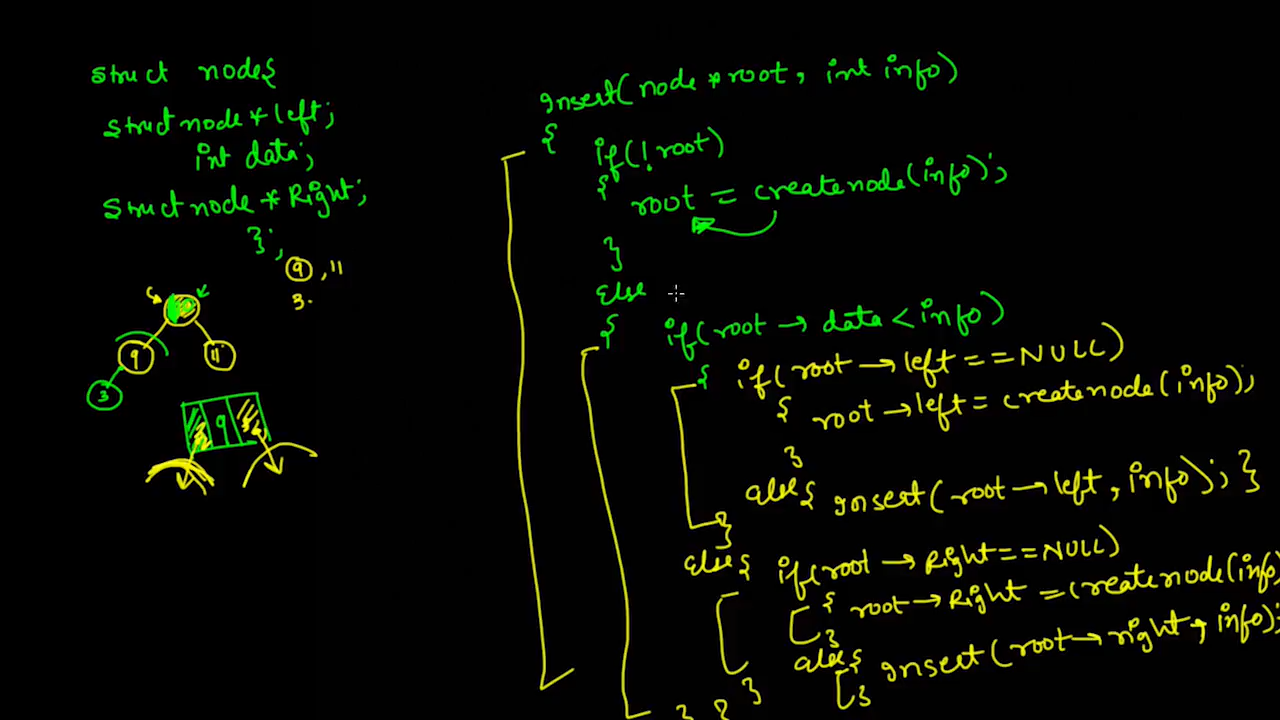 struct node{
struct node * left;
int data;
struct node * Right;
};
9 , 11
3.
9
11
3
9
Insert( node * root , int info )
{
if( ! root )
{
root = createnode(info);
}
Else
{
if( root → data < info )
{ if( root → left == NULL )
{
root → left = createnode(info);
}
else{ Insert( root → left , info ); }
}
Else{ if( root → Right == NULL )
{ root → Right = createnode(info)
}
else{ Insert( root → right , info );
}
}
} }